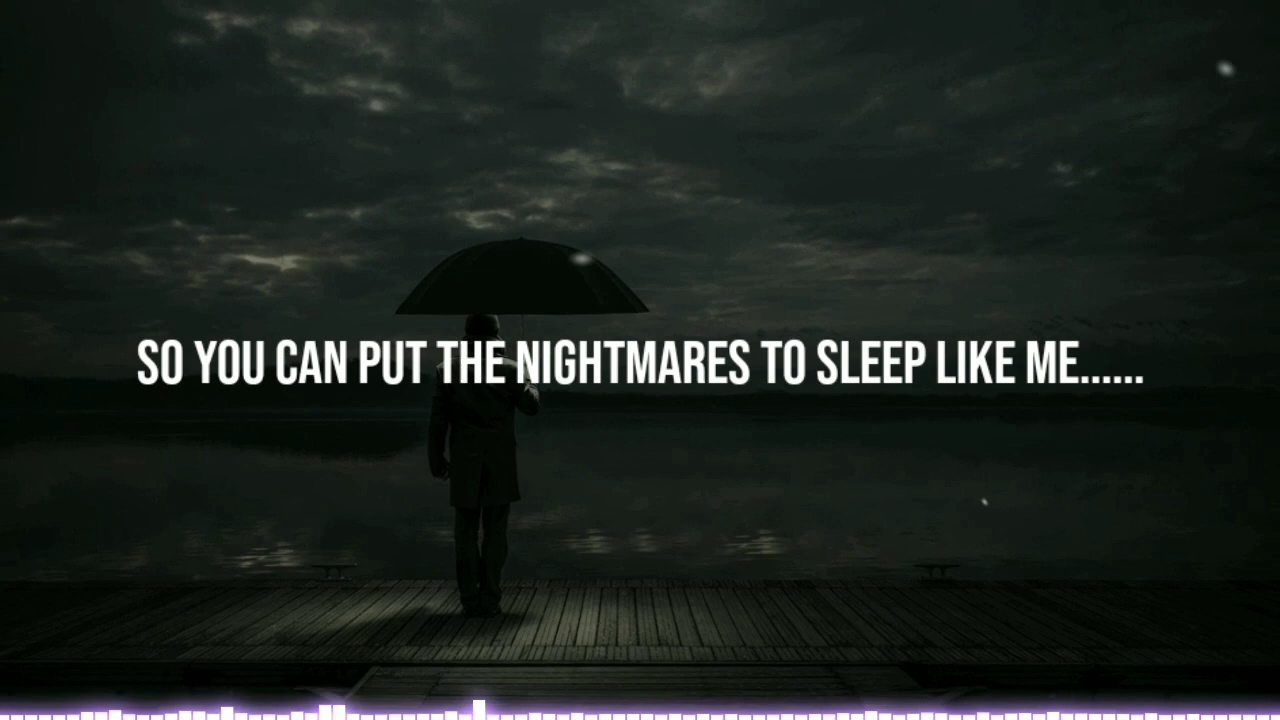 SO YOU CAN PUT THE NIGHTMARES TO SLEEP LIKE ME......